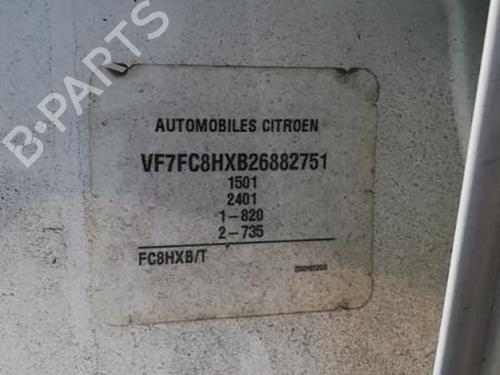 B-PARTS
AUTOMOBILES CITROEN
VF7FC8HXB26882751
1501
2401
1-820
2-735
FC8HXB/T